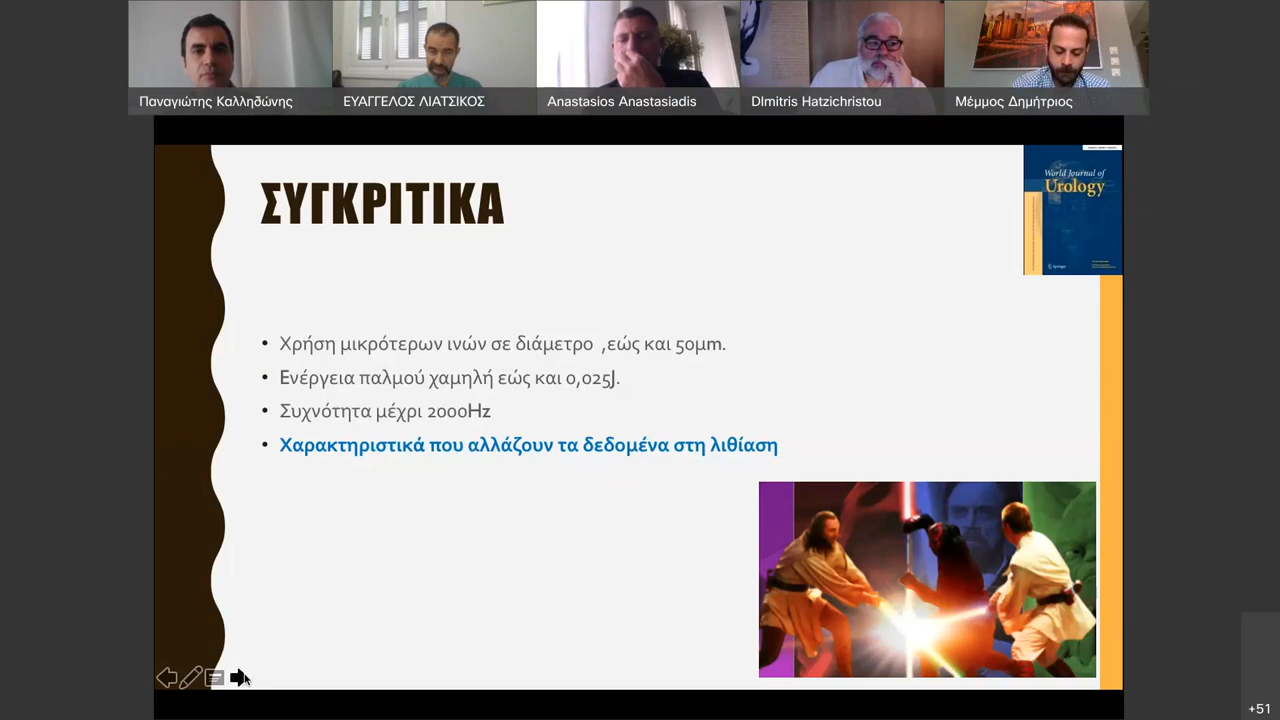 Παναγιώτης Καλληδώνης
ΕΥΑΓΓΕΛΟΣ ΛΙΑΤΣΙΚΟΣ
Anastasios Anastasiadis
DImitris Hatzichristou
Μέμμος Δημήτριος
ΣΥΓΚΡΙΤΙΚΑ
World Journal of
Urology
Springer
• Χρήση μικρότερων ινών σε διάμετρο ,εώς και 50μm.
• Ενέργεια παλμού χαμηλή εώς και 0,025J.
• Συχνότητα μέχρι 2000Hz
• Χαρακτηριστικά που αλλάζουν τα δεδομένα στη λιθίαση
+51